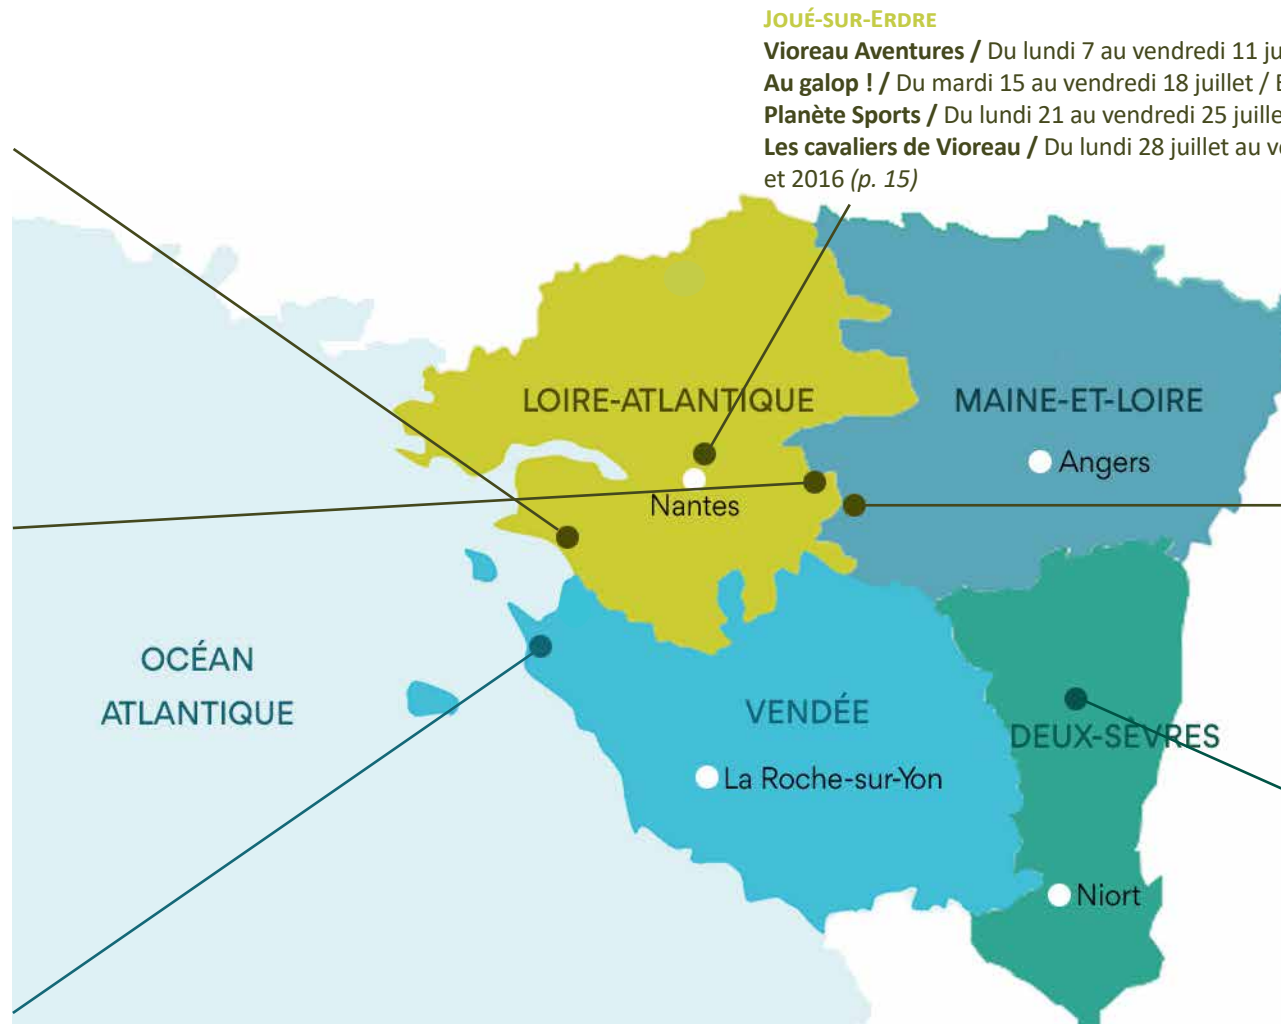 Joué-sur-Erdre
Vioreau Aventures / Du lundi 7 au vendredi 11 ju
Au galop ! / Du mardi 15 au vendredi 18 juillet /
Planète Sports / Du lundi 21 au vendredi 25 juille
Les cavaliers de Vioreau / Du lundi 28 juillet au v
et 2016 (p. 15)
LOIRE-ATLANTIQUE
MAINE-ET-LOIRE
Angers
Nantes
OCÉAN
ATLANTIQUE
VENDÉE
DEUX-SÈVRES
La Roche-sur-Yon
Niort